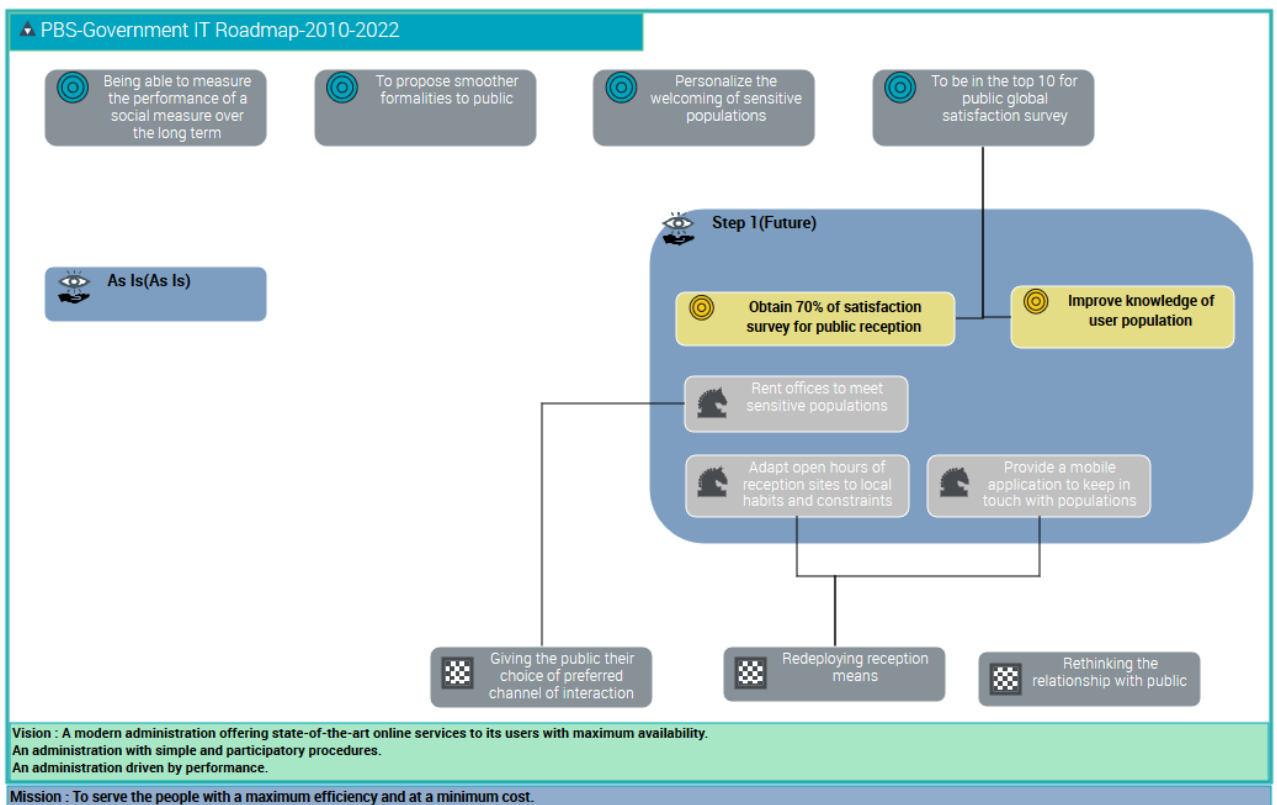 PBS-Government IT Roadmap-2010-2022
Being able to measure
the performance of a
social measure over
the long term
To propose smoother
formalities to public
Personalize the
welcoming of sensitive
populations
To be in the top 10 for
public global
satisfaction survey
Step 1(Future)
As Is(As Is)
Obtain 70% of satisfaction
survey for public reception
Improve knowledge of
user population
Rent offices to meet
sensitive populations
Adapt open hours of
reception sites to local
habits and constraints
Provide a mobile
application to keep in
touch with populations
Giving the public their
choice of preferred
channel of interaction
Redeploying reception
means
Rethinking the
relationship with public
Vision : A modern administration offering state-of-the-art online services to its users with maximum availability.
An administration with simple and participatory procedures.
An administration driven by performance.
Mission : To serve the people with a maximum efficiency and at a minimum cost.